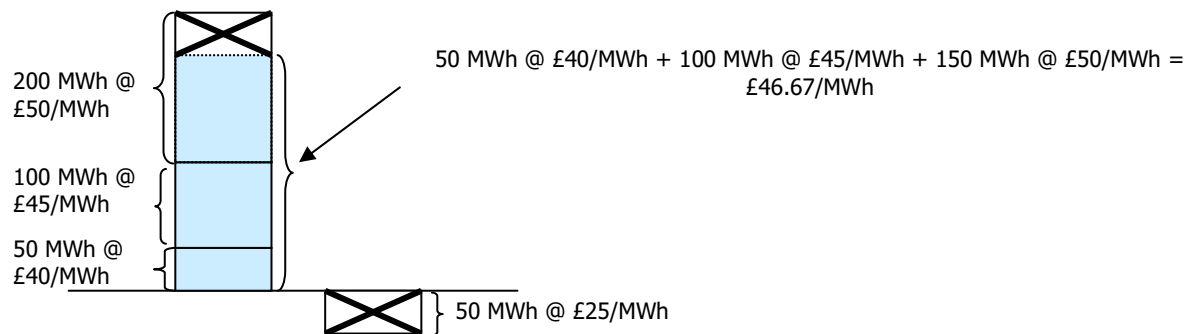 200 MWh @
£50/MWh
100 MWh @
£45/MWh
50 MWh @
£40/MWh
50 MWh @ £40/MWh + 100 MWh @ £45/MWh + 150 MWh @ £50/MWh =
£46.67/MWh
50 MWh @ £25/MWh